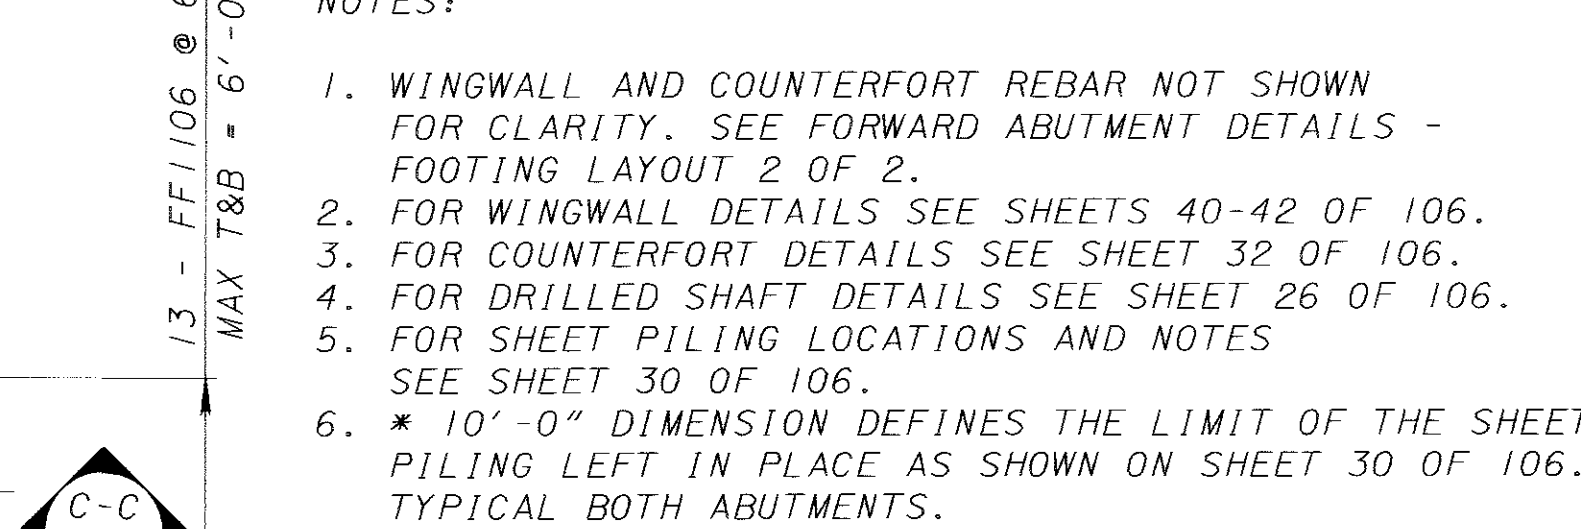 NOTES:
1. WINGWALL AND COUNTERFORT REBAR NOT SHOWN
FOR CLARITY. SEE FORWARD ABUTMENT DETAILS -
FOOTING LAYOUT 2 OF 2.
2. FOR WINGWALL DETAILS SEE SHEETS 40-42 OF 106.
3. FOR COUNTERFORT DETAILS SEE SHEET 32 OF 106.
4. FOR DRILLED SHAFT DETAILS SEE SHEET 26 OF 106.
5. FOR SHEET PILING LOCATIONS AND NOTES
SEE SHEET 30 OF 106.
6. * 10'-0" DIMENSION DEFINES THE LIMIT OF THE SHEET
PILING LEFT IN PLACE AS SHOWN ON SHEET 30 OF 106.
TYPICAL BOTH ABUTMENTS.
13 - FF1106 @
MAX T&B = 6'-0
C-C